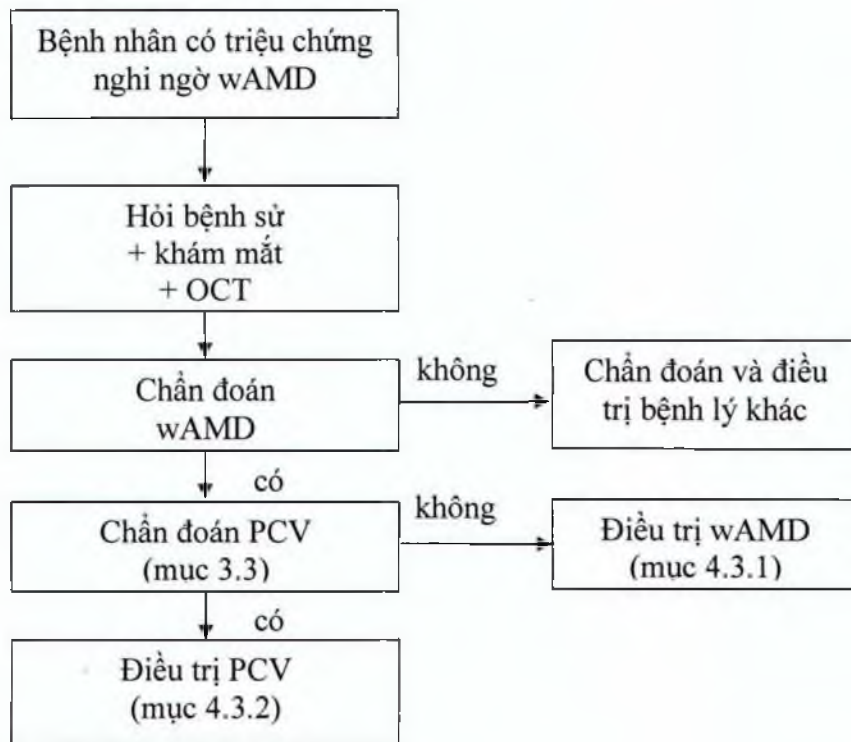 Bệnh nhân có triệu chứng
nghi ngờ wAMD
Hỏi bệnh sử
+ khám mắt
+ OCT
Chẩn đoán
wAMD
không
Chẩn đoán và điều
trị bệnh lý khác
có
Chẩn đoán PCV
(mục 3.3)
không
Điều trị wAMD
(mục 4.3.1)
có
Điều trị PCV
(mục 4.3.2)